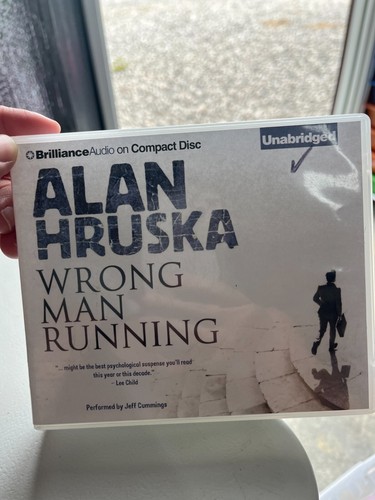 BrillianceAudio on Compact Disc
Unabridged
ALAN
HRUSKA
WRONG
MAN
RUNNING
"... might be the best psychological suspense you'll read
this year or this decade."
- Lee Child
Performed by Jeff Cummings